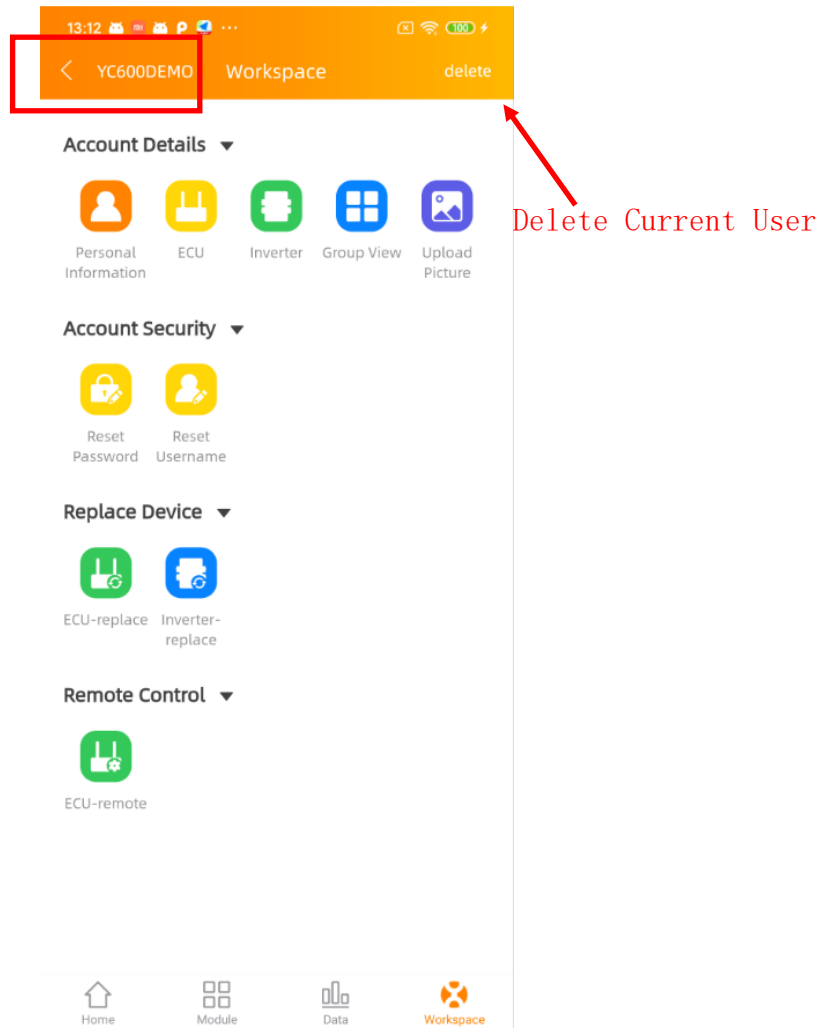 13:12 ··· 100
YC600DEMO Workspace delete
Delete Current User
Account Details
Personal Information
ECU
Inverter
Group View
Upload Picture
Account Security
Reset Password
Reset Username
Replace Device
ECU-replace
Inverter-replace
Remote Control
ECU-remote
Home
Module
Data
Workspace